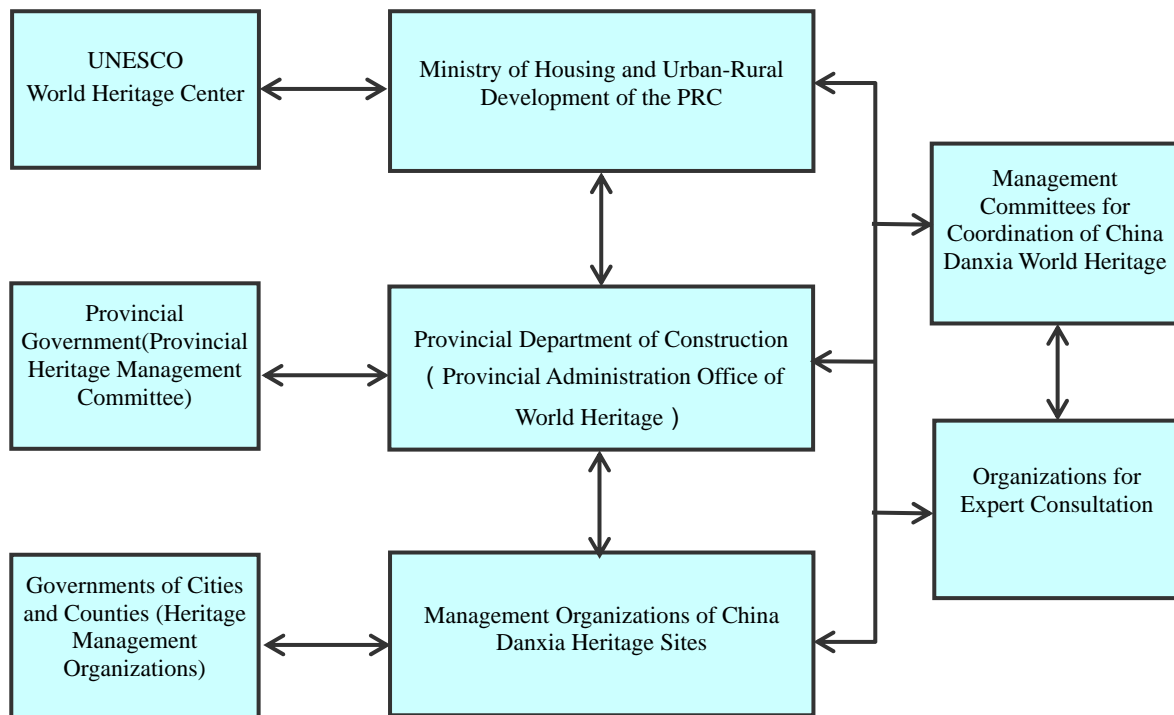 UNESCO
World Heritage Center
Ministry of Housing and Urban-Rural
Development of the PRC
Management
Committees for
Coordination of China
Danxia World Heritage
Provincial
Government(Provincial
Heritage Management
Committee)
Provincial Department of Construction
( Provincial Administration Office of
World Heritage )
Organizations for
Expert Consultation
Governments of Cities
and Counties (Heritage
Management
Organizations)
Management Organizations of China
Danxia Heritage Sites